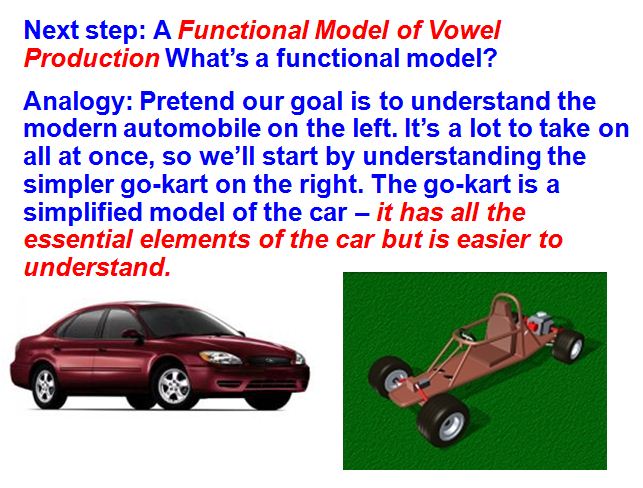 Next step: A Functional Model of Vowel
Production What’s a functional model?
Analogy: Pretend our goal is to understand the
modern automobile on the left. It’s a lot to take on
all at once, so we’ll start by understanding the
simpler go-kart on the right. The go-kart is a
simplified model of the car – it has all the
essential elements of the car but is easier to
understand.